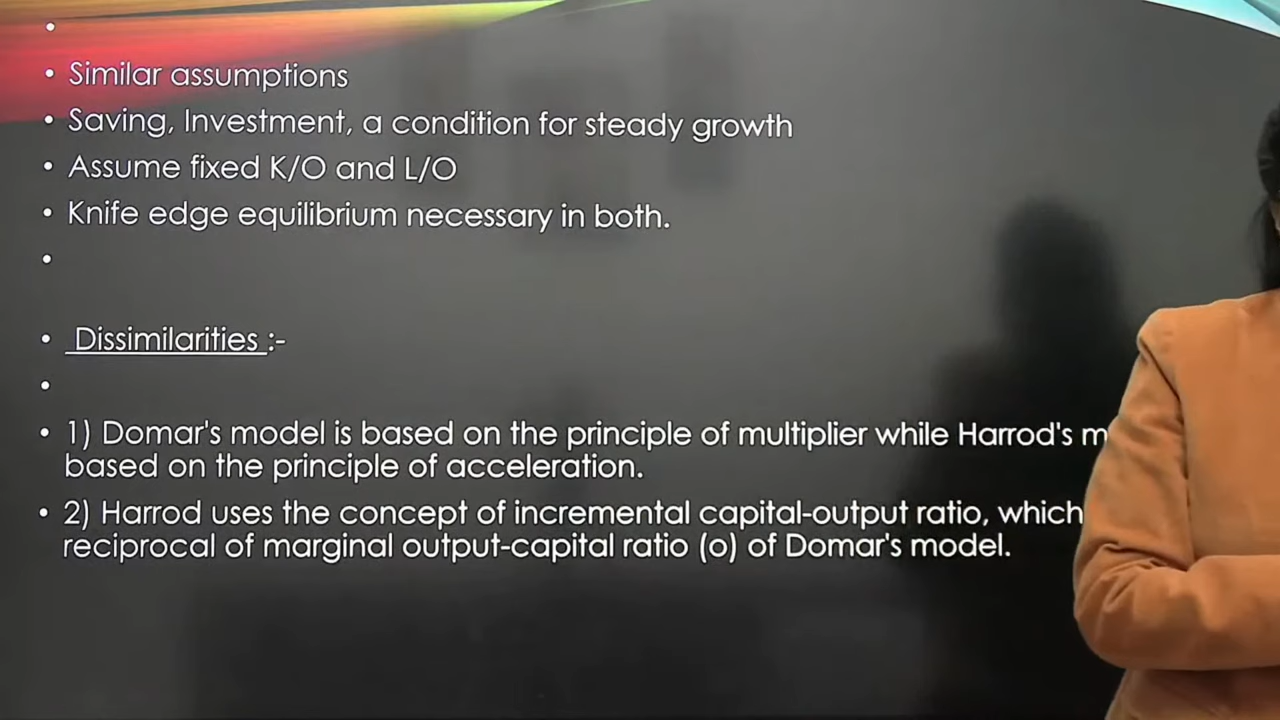 • Similar assumptions
• Saving, Investment, a condition for steady growth
• Assume fixed K/O and L/O
• Knife edge equilibrium necessary in both.
• Dissimilarities :-
• 1) Domar's model is based on the principle of multiplier while Harrod's
based on the principle of acceleration.
• 2) Harrod uses the concept of incremental capital-output ratio, which
reciprocal of marginal output-capital ratio (o) of Domar's model.